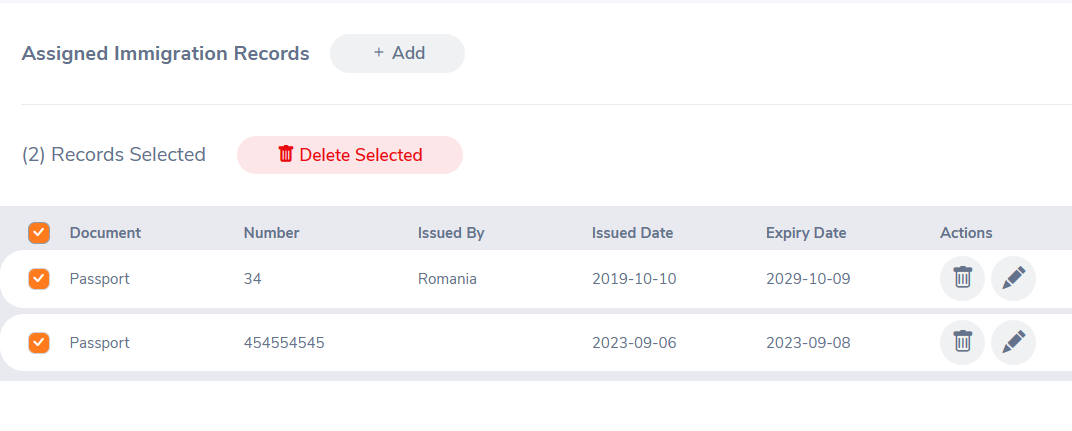 Assigned Immigration Records + Add
(2) Records Selected Delete Selected
Document Number Issued By Issued Date Expiry Date Actions
Passport 34 Romania 2019-10-10 2029-10-09
Passport 454554545 2023-09-06 2023-09-08